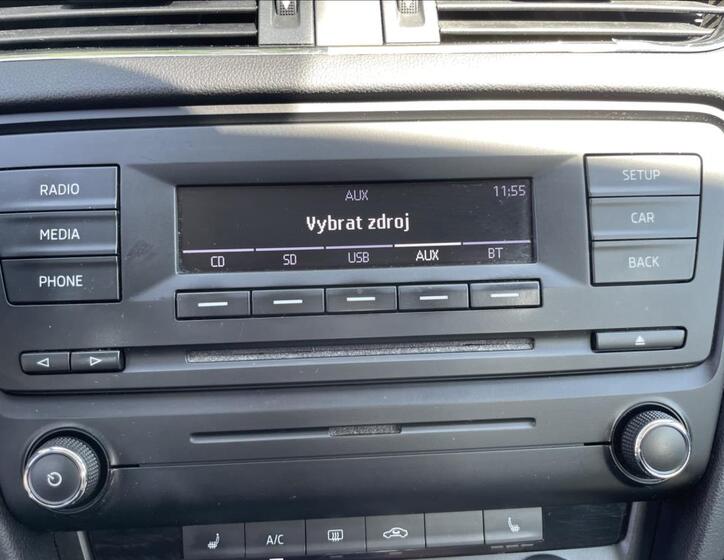 RADIO
MEDIA
PHONE
AUX
11:55
Vybrat zdroj
CD SD USB AUX BT
SETUP
CAR
BACK
A/C